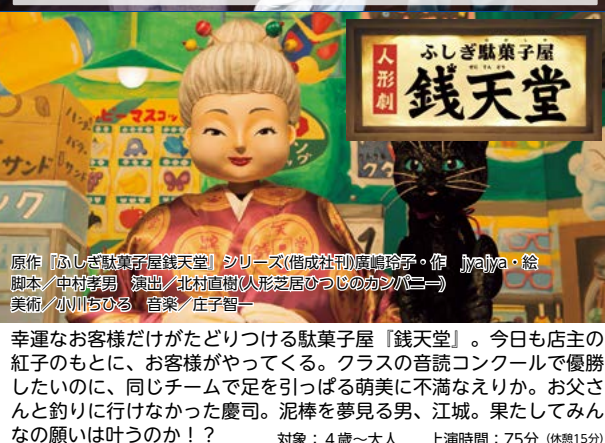 人形劇
ふしぎ駄菓子屋
ぜにてんどう
銭天堂
サンド
ンク
原作『ふしぎ駄菓子屋銭天堂』シリーズ(偕成社刊)廣嶋玲子・作　jyajya・絵
脚本／中村孝男　演出／北村直樹(人形芝居ひつじのカンパニー)
美術／小川ちひろ　音楽／庄子智一
幸運なお客様だけがたどりつける駄菓子屋『銭天堂』。今日も店主の
紅子のもとに、お客様がやってくる。クラスの音読コンクールで優勝
したいのに、同じチームで足を引っぱる萌美に不満なえりか。お父さ
んと釣りに行けなかった慶司。泥棒を夢見る男、江城。果たしてみん
なの願いは叶うのか！？　対象：４歳〜大人　上演時間：75分 (休憩15分)